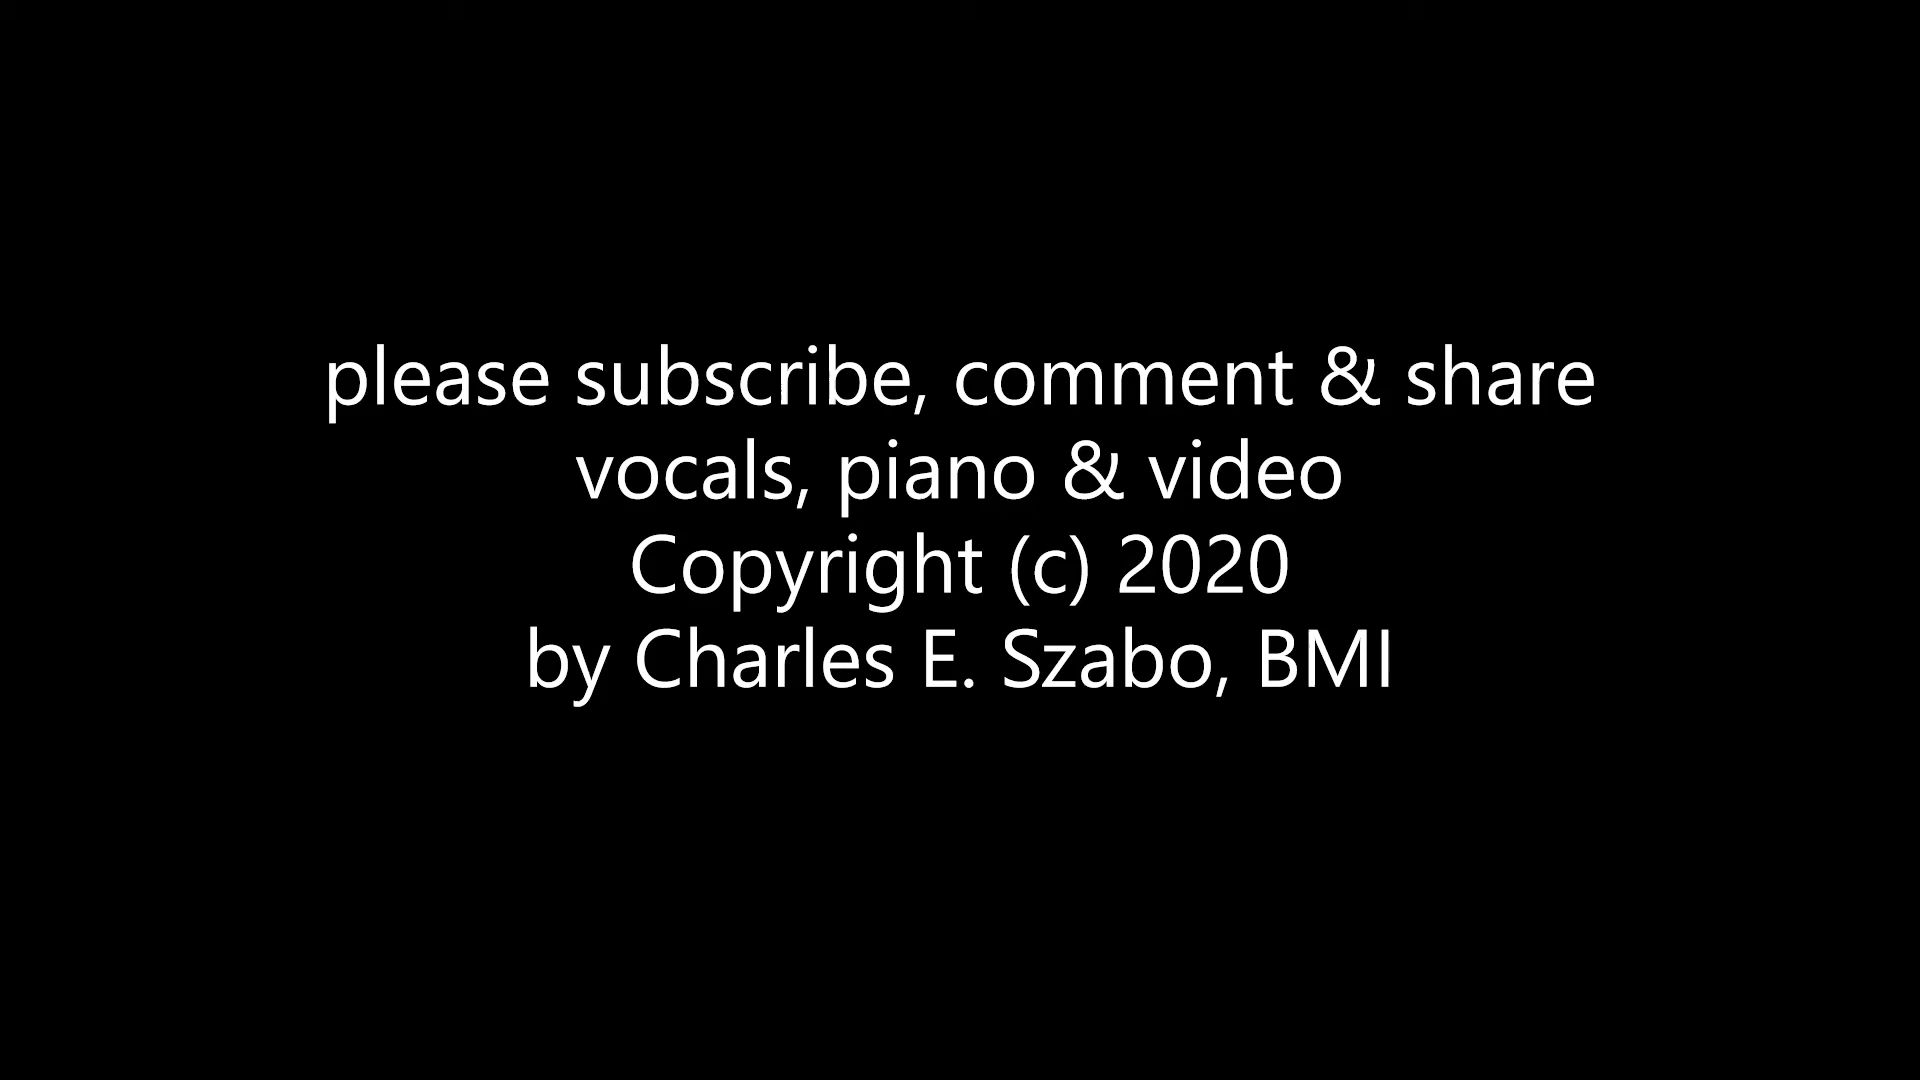 please subscribe, comment & share
vocals, piano & video
Copyright (c) 2020
by Charles E. Szabo, BMI